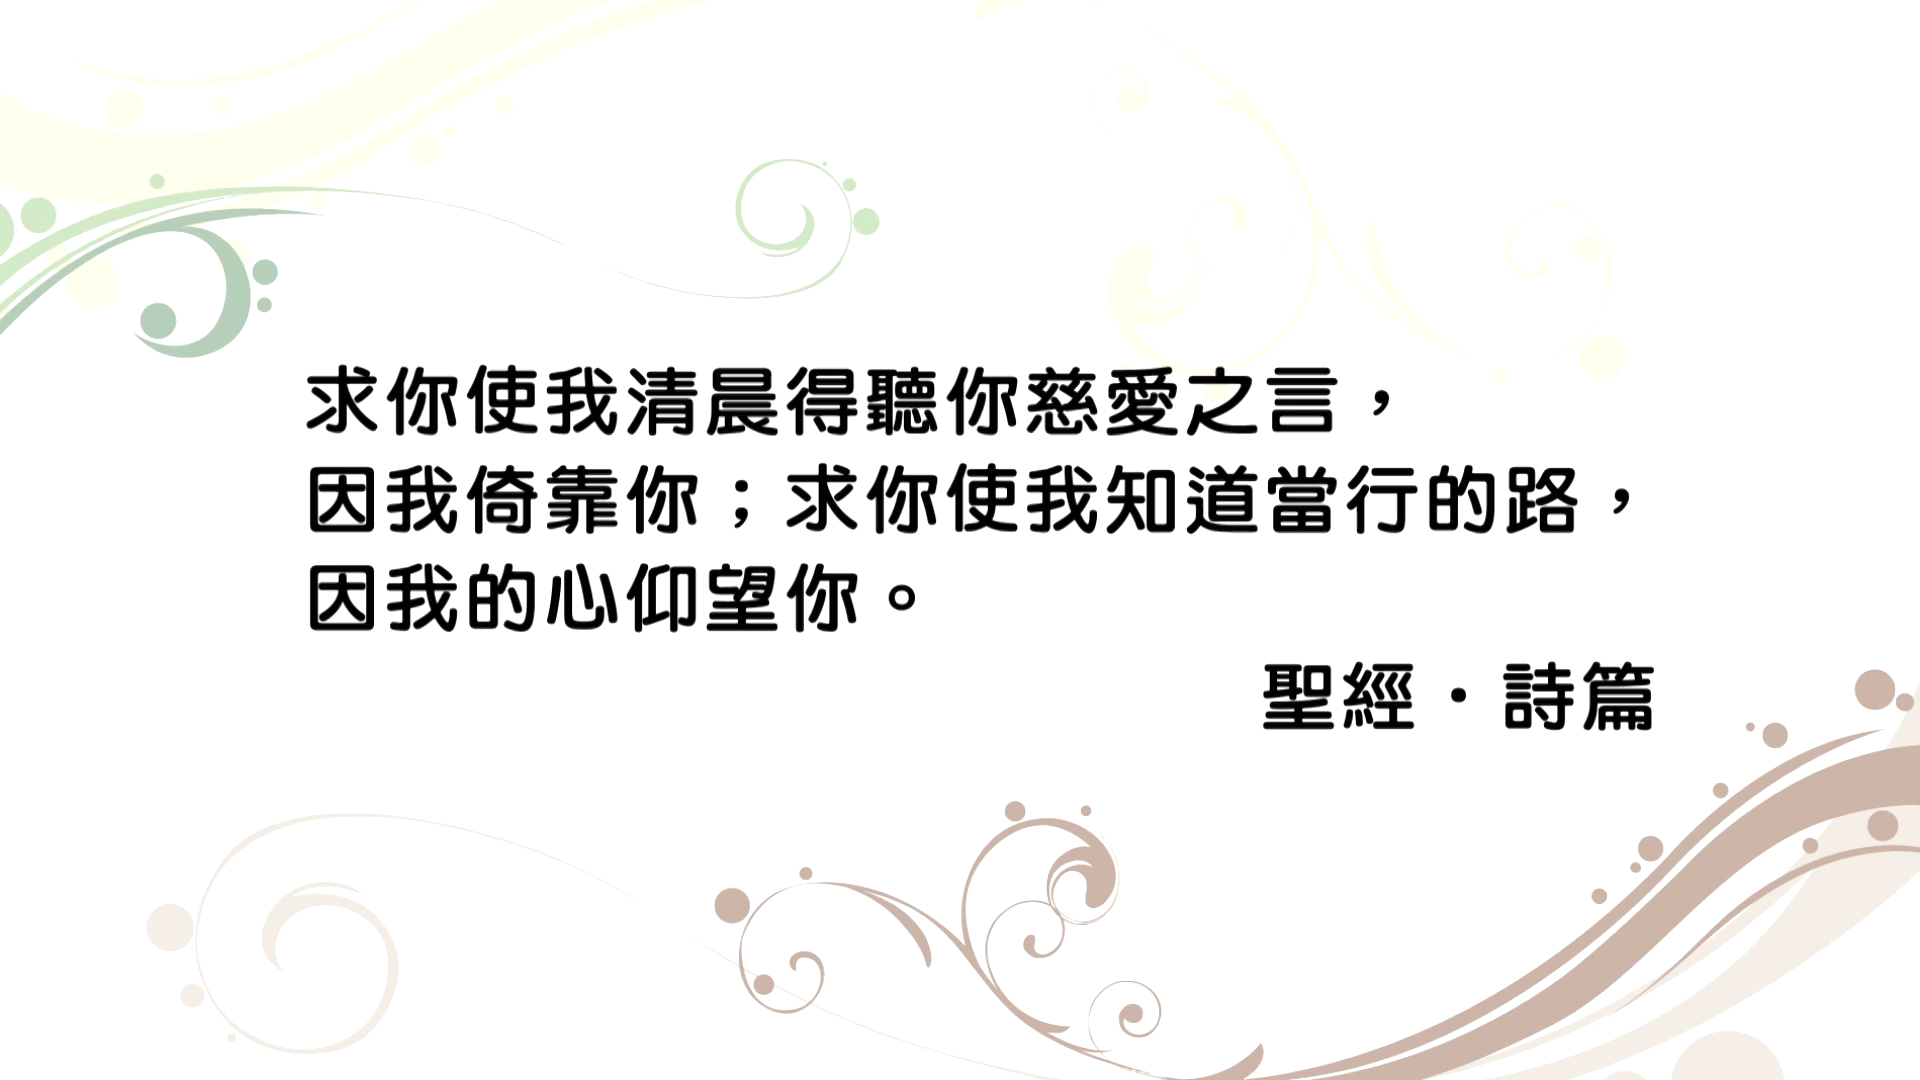 求你使我清晨得聽你慈愛之言，
因我倚靠你；求你使我知道當行的路，
因我的心仰望你。
聖經．詩篇